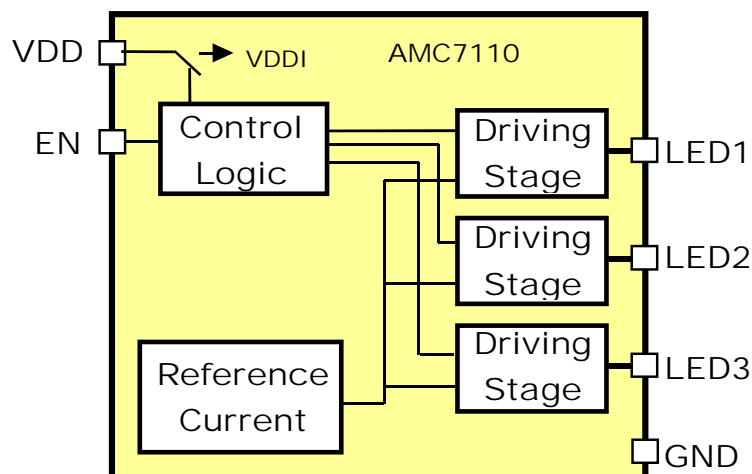 VDD
VDDI
AMC7110
EN
Control
Logic
Driving
Stage
LED1
Driving
Stage
LED2
Driving
Stage
LED3
Reference
Current
GND